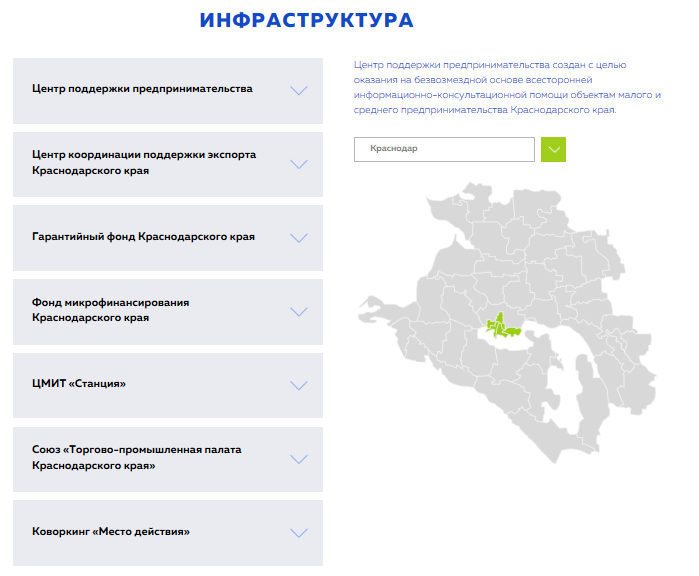 ИНФРАСТРУКТУРА
Центр поддержки предпринимательства
Центр координации поддержки экспорта
Краснодарского края
Гарантийный фонд Краснодарского края
Фонд микрофинансирования
Краснодарского края
ЦМИТ «Станция»
Союз «Торгово-промышленная палата
Краснодарского края»
Коворкинг «Место действия»
Центр поддержки предпринимательства создан с целью
оказания на безвозмездной основе всесторонней
информационно-консультационной помощи объектам малого и
среднего предпринимательства Краснодарского края.
Краснодар